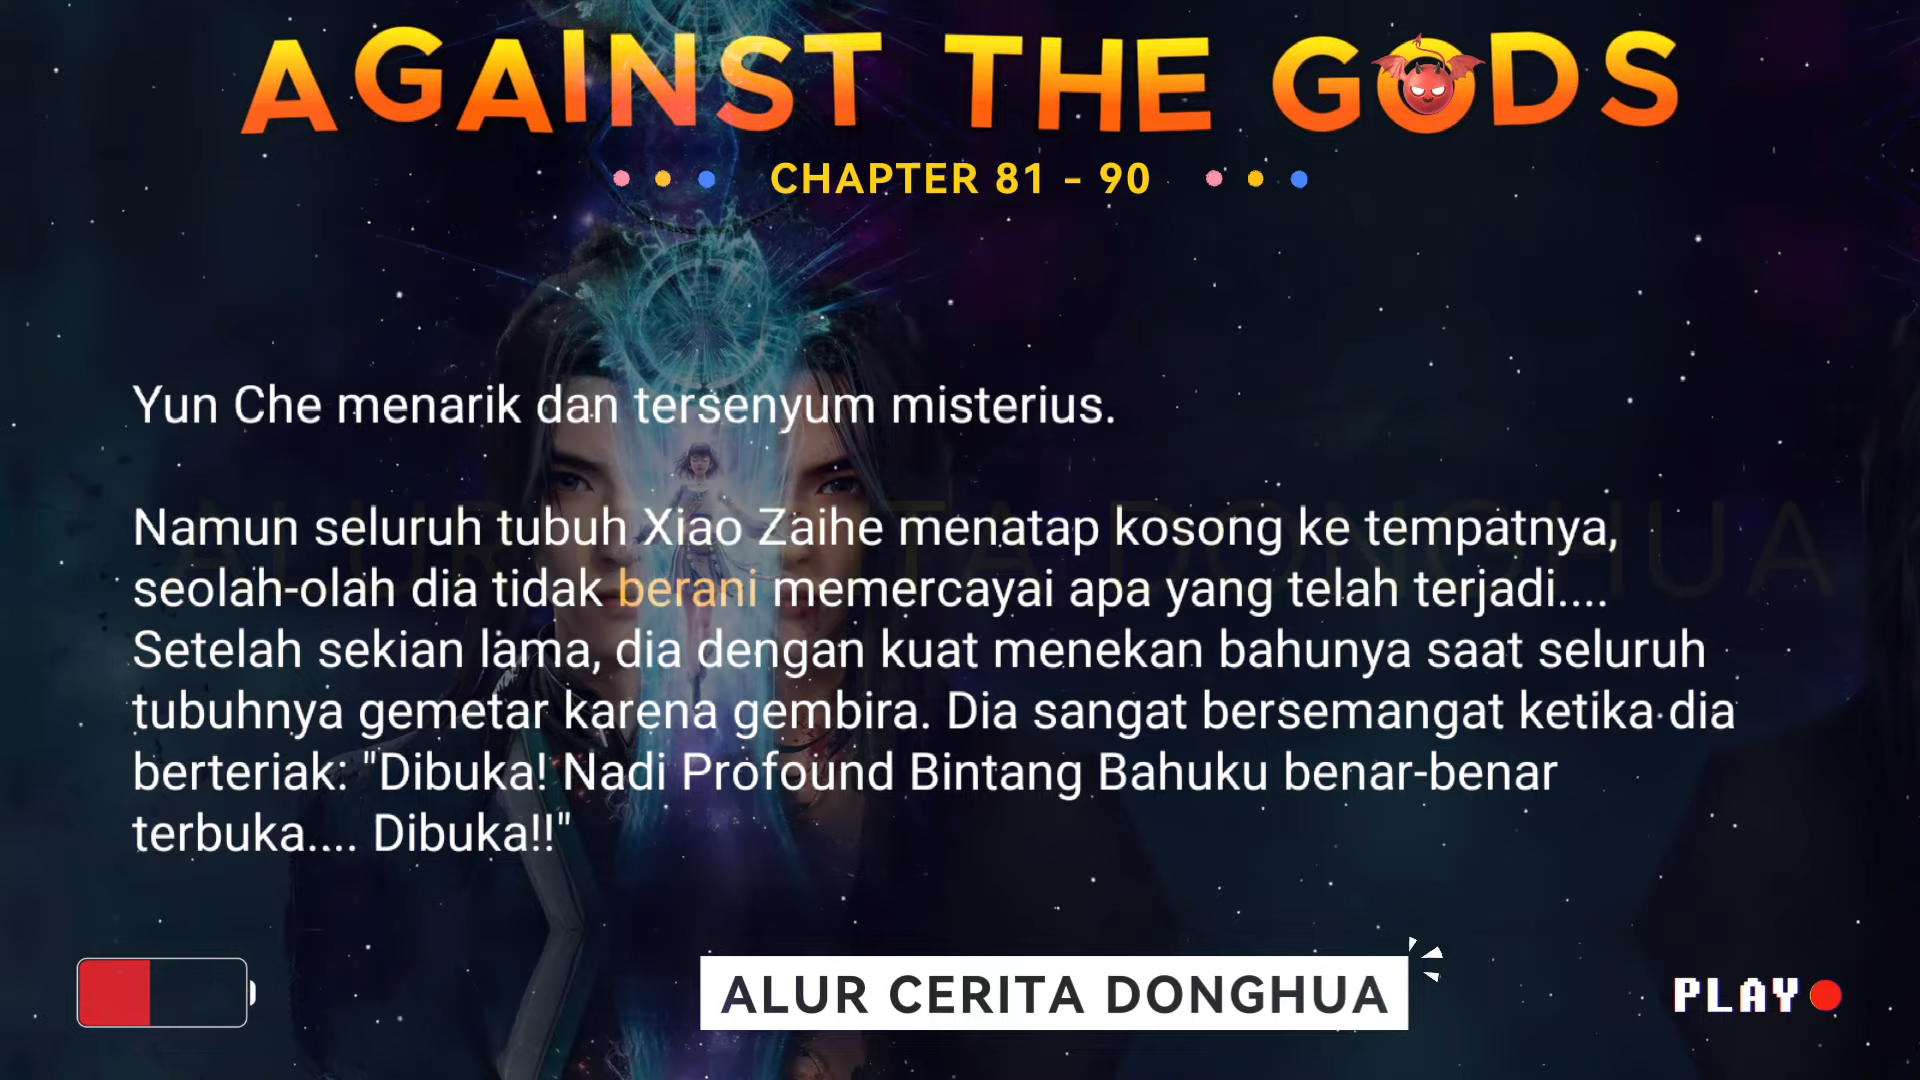 AGAINST THE GODS
CHAPTER 81 - 90
Yun Che menarik dan tersenyum misterius.
Namun seluruh tubuh Xiao Zaihe menatap kosong ke tempatnya,
seolah-olah dia tidak berani memercayai apa yang telah terjadi....
Setelah sekian lama, dia dengan kuat menekan bahunya saat seluruh
tubuhnya gemetar karena gembira. Dia sangat bersemangat ketika dia
berteriak: "Dibuka! Nadi Profound Bintang Bahuku benar-benar
terbuka.... Dibuka!!"
ALUR CERITA DONGHUA
ALUR CERITA DONGHUA
PLAY